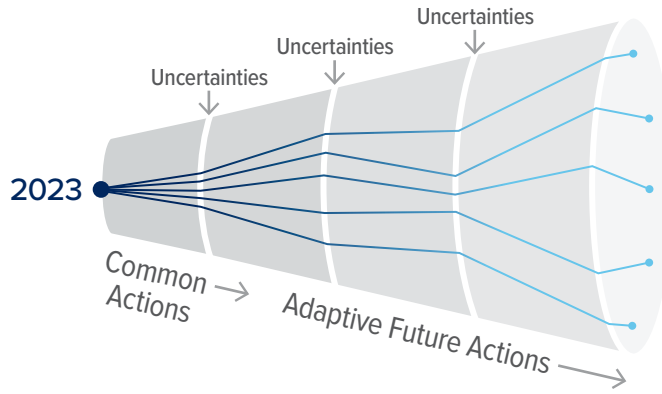 Uncertainties
Uncertainties
Uncertainties
2023
Common
Actions
Adaptive Future Actions